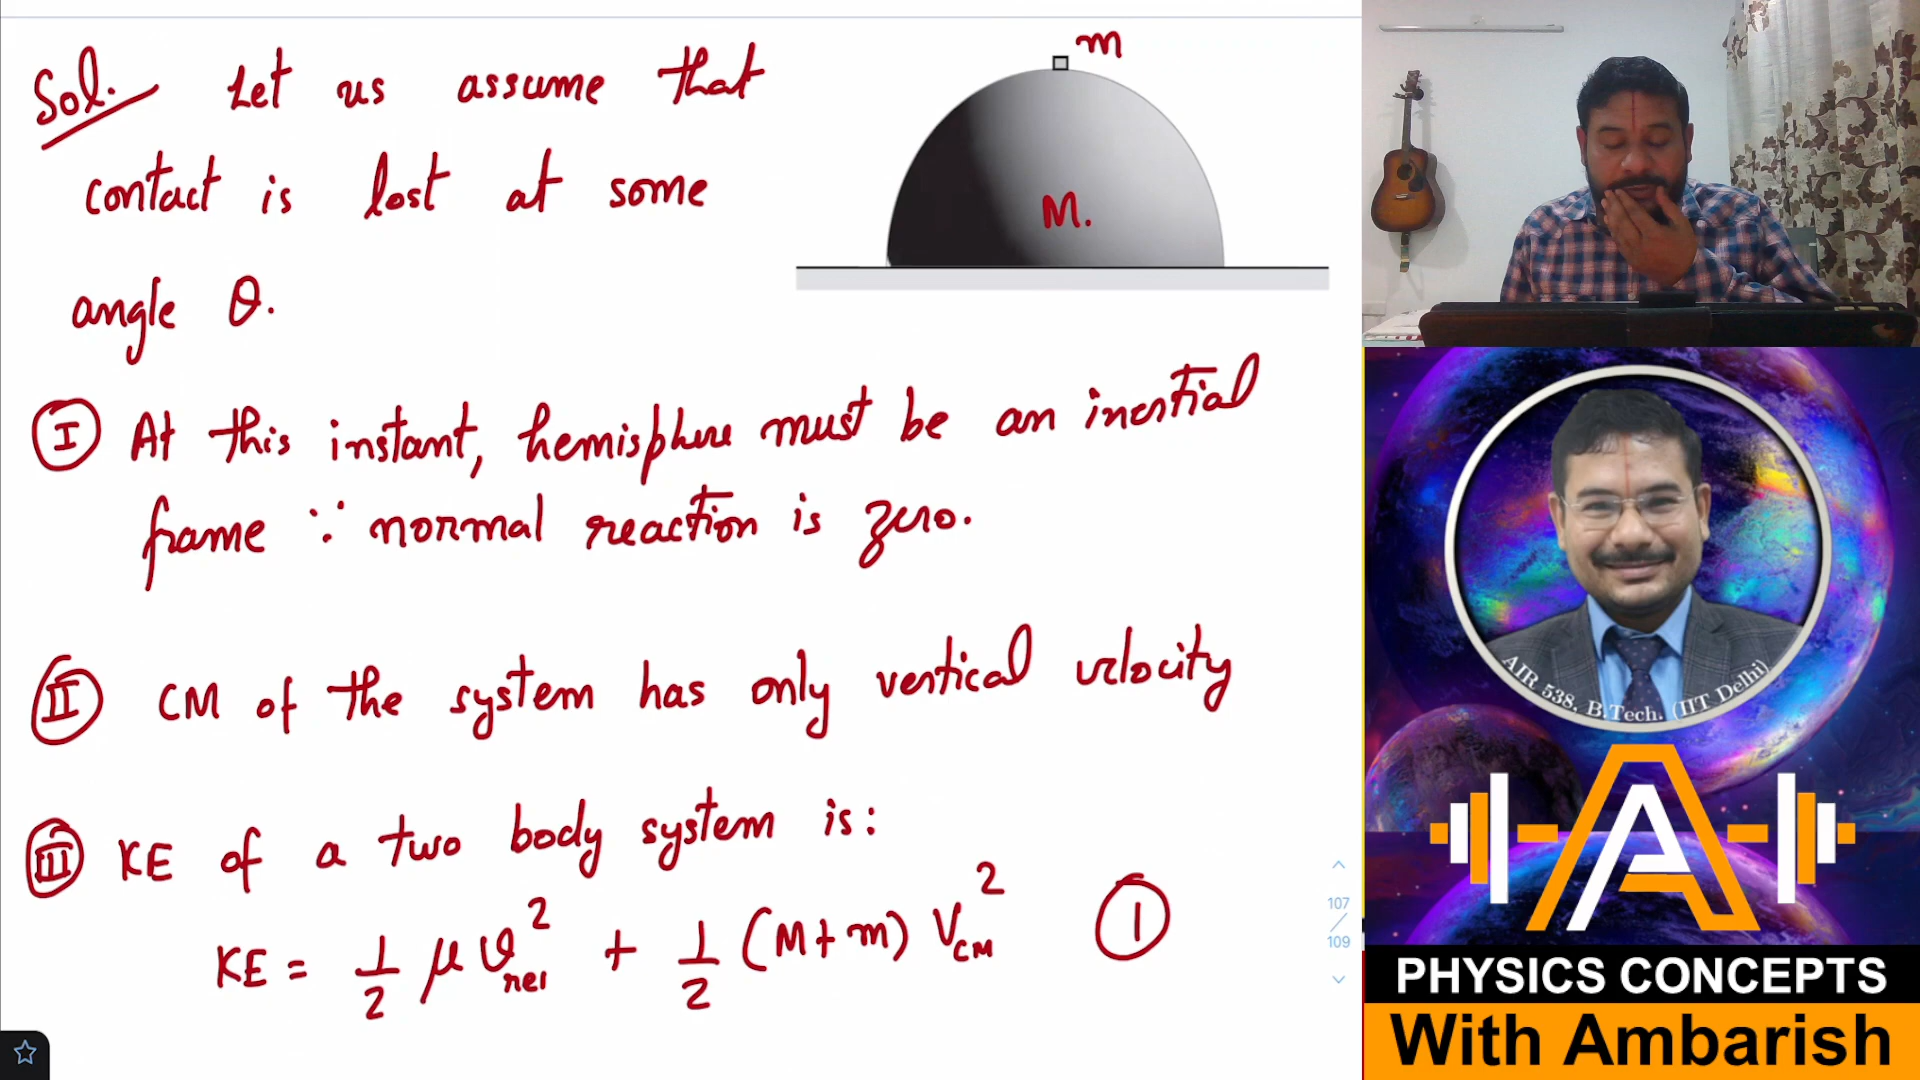 Sol. Let us assume that
contact is lost at some
angle θ.
m
M.
I At this instant, hemisphere must be an inertial
frame ∵ normal reaction is zero.
II CM of the system has only vertical velocity
III KE of a two body system is:
KE = 1/2 μ v_rel^2 + 1/2 (M+m) V_CM^2 1
107
109
AIR 538, B.Tech. (IIT Delhi)
A
PHYSICS CONCEPTS
With Ambarish